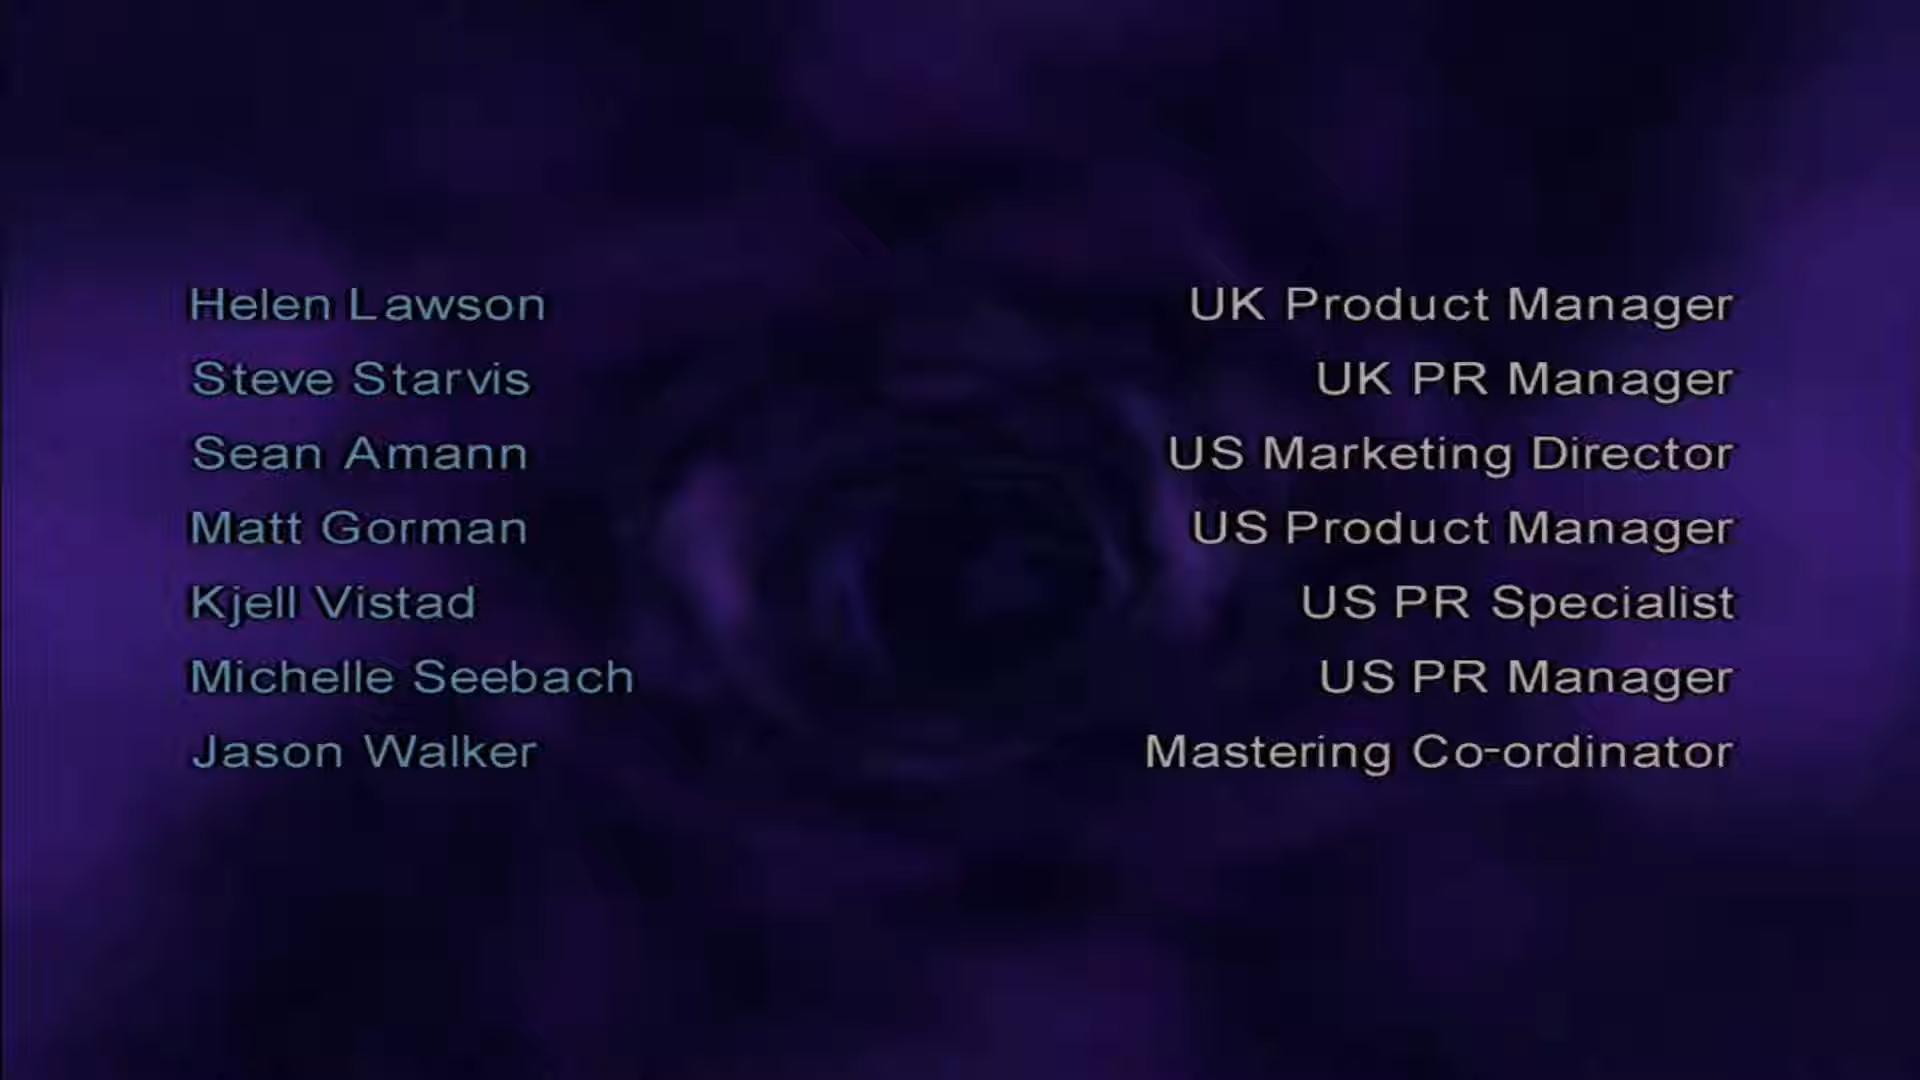 Helen Lawson UK Product Manager
Steve Starvis UK PR Manager
Sean Amann US Marketing Director
Matt Gorman US Product Manager
Kjell Vistad US PR Specialist
Michelle Seebach US PR Manager
Jason Walker Mastering Co-ordinator